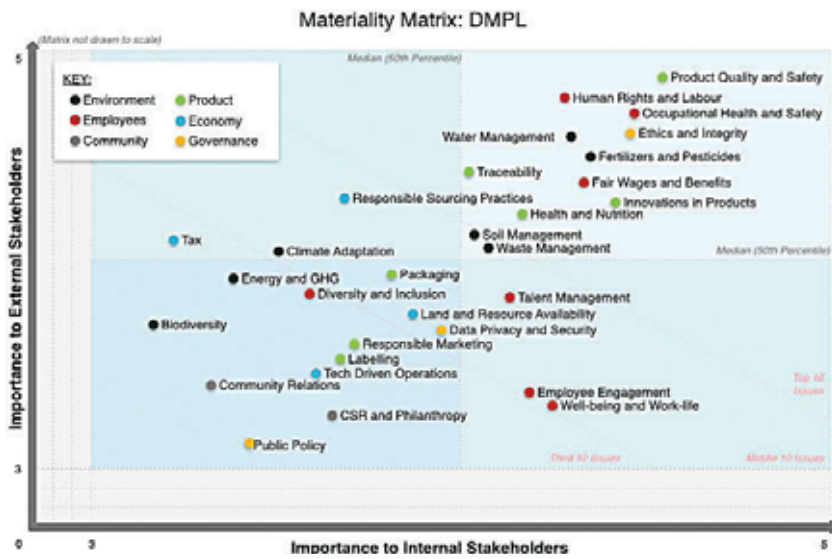 Materiality Matrix: DMPL
(Matrix not drawn to scale)
5
Median (50th Percentile)
KEY:
Environment
Product
Employees
Economy
Community
Governance
Product Quality and Safety
Human Rights and Labour
Occupational Health and Safety
Water Management
Ethics and Integrity
Fertilizers and Pesticides
Traceability
Fair Wages and Benefits
Responsible Sourcing Practices
Innovations in Products
Health and Nutrition
Tax
Soil Management
Climate Adaptation
Waste Management
Median (50th Percentile)
Energy and GHG
Packaging
Diversity and Inclusion
Talent Management
Land and Resource Availability
Biodiversity
Data Privacy and Security
Responsible Marketing
Labelling
Tech Driven Operations
Top 10
issues
Community Relations
Employee Engagement
Well-being and Work-life
CSR and Philanthropy
Public Policy
Third 10 issues
Middle 10 issues
3
0
3
5
Importance to External Stakeholders
Importance to Internal Stakeholders